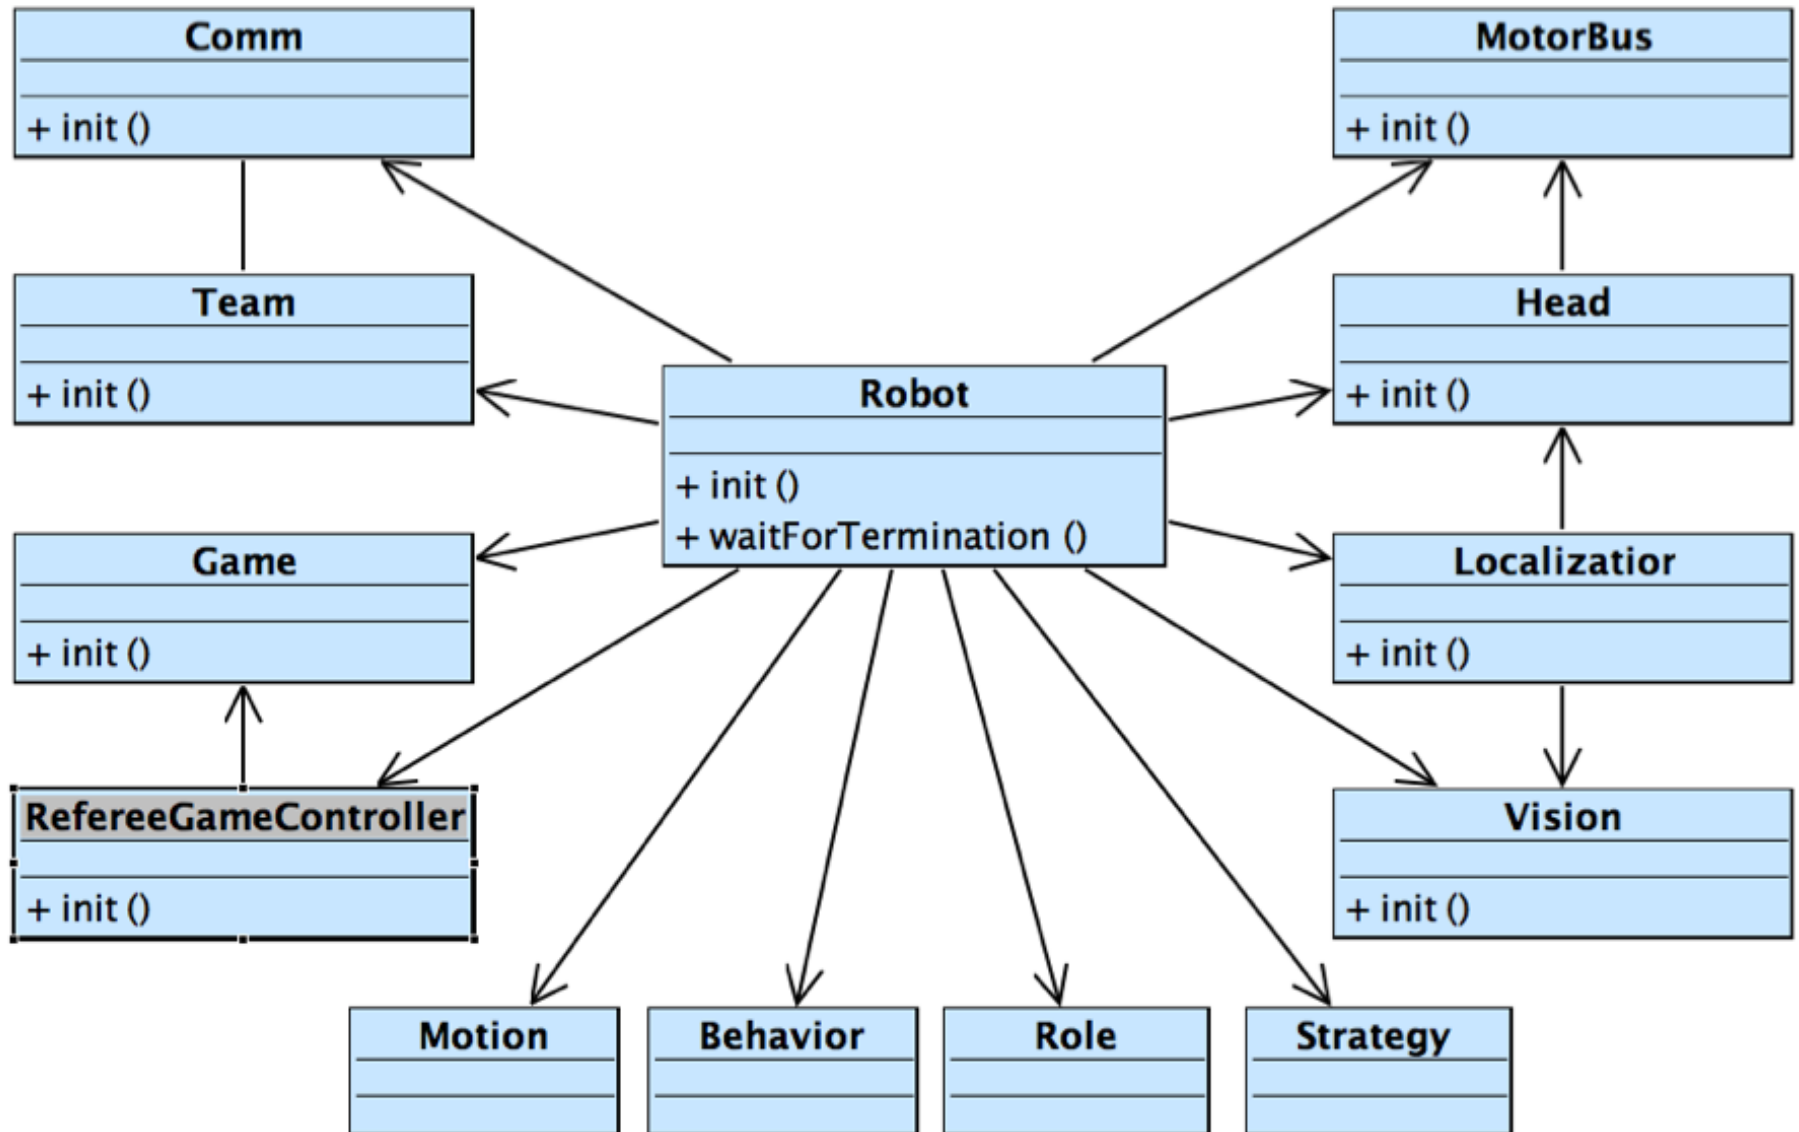 Comm
+ init ()
MotorBus
+ init ()
Team
+ init ()
Head
+ init ()
Robot
+ init ()
+ waitForTermination ()
Game
+ init ()
Localizatior
+ init ()
RefereeGameController
+ init ()
Vision
+ init ()
Motion
Behavior
Role
Strategy